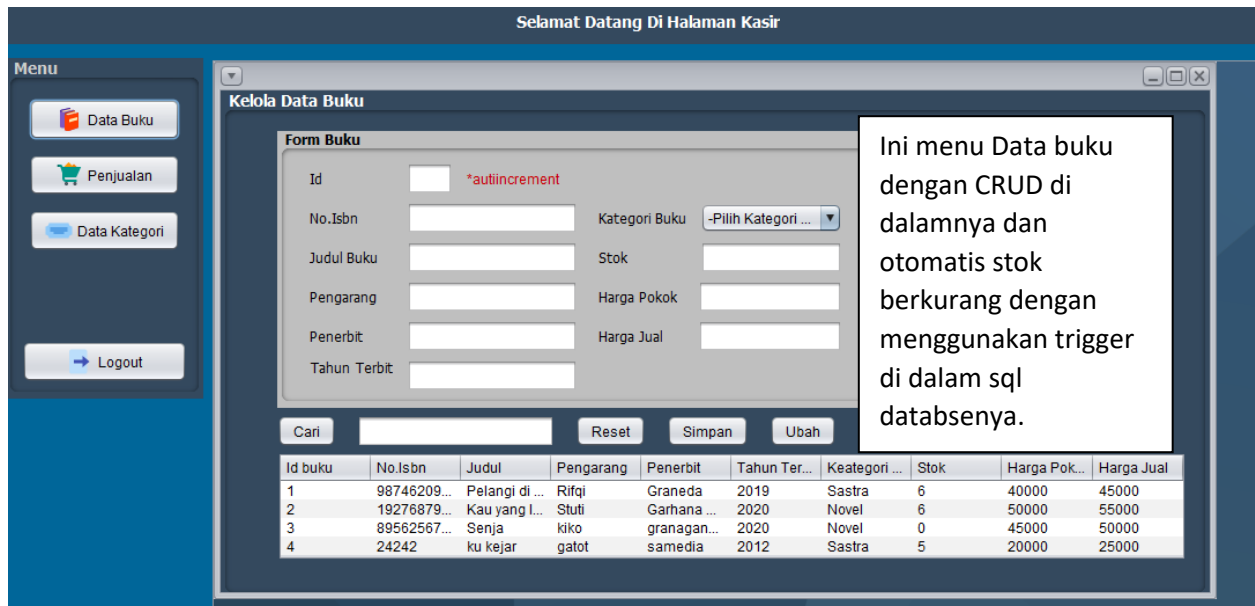 Selamat Datang Di Halaman Kasir
Menu
Data Buku
Penjualan
Data Kategori
Logout
Kelola Data Buku
Form Buku
Id *autiincrement
No.Isbn Kategori Buku -Pilih Kategori ...
Judul Buku Stok
Pengarang Harga Pokok
Penerbit Harga Jual
Tahun Terbit
Ini menu Data buku
dengan CRUD di
dalamnya dan
otomatis stok
berkurang dengan
menggunakan trigger
di dalam sql
databsenya.
Cari Reset Simpan Ubah
Id buku No.Isbn Judul Pengarang Penerbit Tahun Ter... Keategori ... Stok Harga Pok... Harga Jual
1 98746209... Pelangi di ... Rifqi Graneda 2019 Sastra 6 40000 45000
2 19276879... Kau yang l... Stuti Garhana ... 2020 Novel 6 50000 55000
3 89562567... Senja kiko granagan... 2020 Novel 0 45000 50000
4 24242 ku kejar gatot samedia 2012 Sastra 5 20000 25000